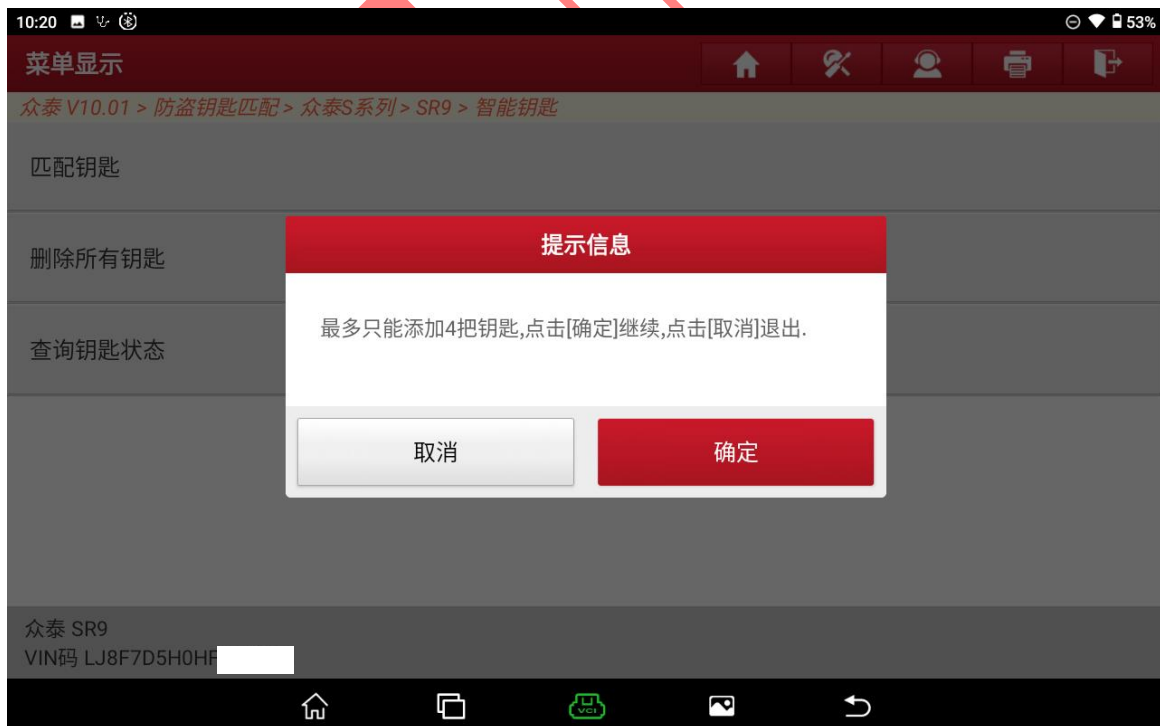 10:20
53%
菜单显示
众泰 V10.01 > 防盗钥匙匹配 > 众泰S系列 > SR9 > 智能钥匙
匹配钥匙
删除所有钥匙
查询钥匙状态
提示信息
最多只能添加4把钥匙,点击[确定]继续,点击[取消]退出.
取消
确定
众泰 SR9
VIN码 LJ8F7D5H0HF
VCI